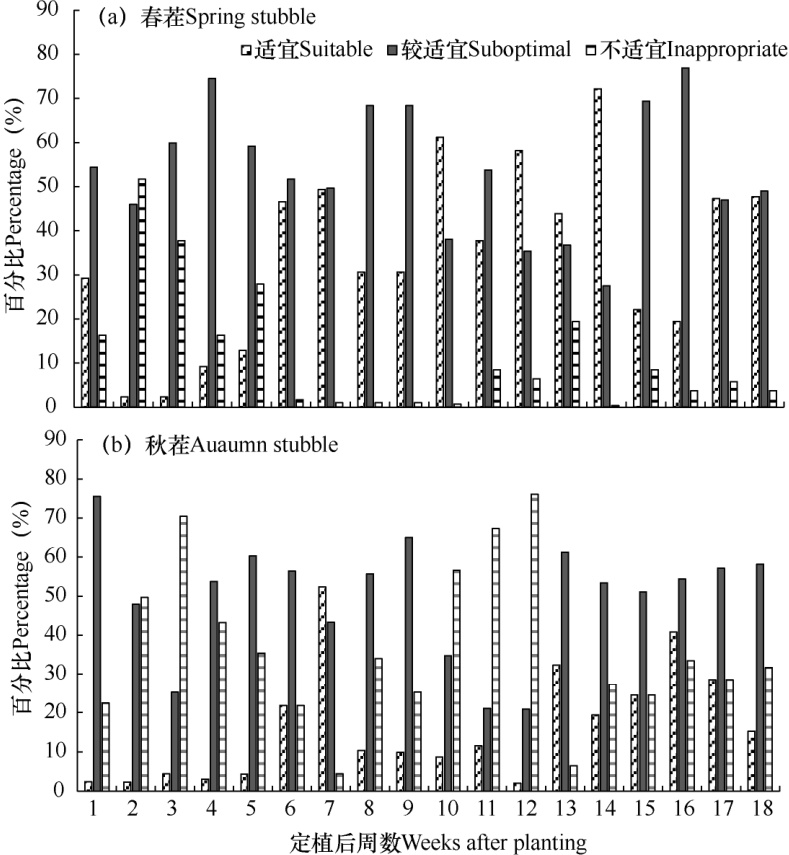 (a) 春茬Spring stubble
适宜Suitable 较适宜Suboptimal 不适宜Inappropriate
百分比Percentage (%)
90
80
70
60
50
40
30
20
10
0
(b) 秋茬Auaumn stubble
百分比Percentage (%)
90
80
70
60
50
40
30
20
10
0
1 2 3 4 5 6 7 8 9 10 11 12 13 14 15 16 17 18
定植后周数Weeks after planting